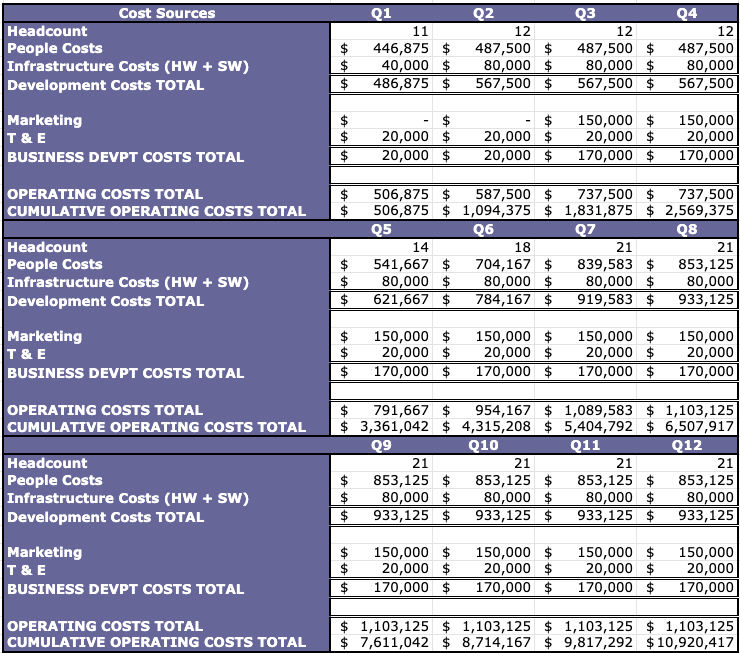 Cost Sources Q1 Q2 Q3 Q4
Headcount 11 12 12 12
People Costs $ 446,875 $ 487,500 $ 487,500 $ 487,500
Infrastructure Costs (HW + SW) $ 40,000 $ 80,000 $ 80,000 $ 80,000
Development Costs TOTAL $ 486,875 $ 567,500 $ 567,500 $ 567,500
Marketing $ - $ - $ 150,000 $ 150,000
T & E $ 20,000 $ 20,000 $ 20,000 $ 20,000
BUSINESS DEVPT COSTS TOTAL $ 20,000 $ 20,000 $ 170,000 $ 170,000
OPERATING COSTS TOTAL $ 506,875 $ 587,500 $ 737,500 $ 737,500
CUMULATIVE OPERATING COSTS TOTAL $ 506,875 $ 1,094,375 $ 1,831,875 $ 2,569,375
Q5 Q6 Q7 Q8
Headcount 14 18 21 21
People Costs $ 541,667 $ 704,167 $ 839,583 $ 853,125
Infrastructure Costs (HW + SW) $ 80,000 $ 80,000 $ 80,000 $ 80,000
Development Costs TOTAL $ 621,667 $ 784,167 $ 919,583 $ 933,125
Marketing $ 150,000 $ 150,000 $ 150,000 $ 150,000
T & E $ 20,000 $ 20,000 $ 20,000 $ 20,000
BUSINESS DEVPT COSTS TOTAL $ 170,000 $ 170,000 $ 170,000 $ 170,000
OPERATING COSTS TOTAL $ 791,667 $ 954,167 $ 1,089,583 $ 1,103,125
CUMULATIVE OPERATING COSTS TOTAL $ 3,361,042 $ 4,315,208 $ 5,404,792 $ 6,507,917
Q9 Q10 Q11 Q12
Headcount 21 21 21 21
People Costs $ 853,125 $ 853,125 $ 853,125 $ 853,125
Infrastructure Costs (HW + SW) $ 80,000 $ 80,000 $ 80,000 $ 80,000
Development Costs TOTAL $ 933,125 $ 933,125 $ 933,125 $ 933,125
Marketing $ 150,000 $ 150,000 $ 150,000 $ 150,000
T & E $ 20,000 $ 20,000 $ 20,000 $ 20,000
BUSINESS DEVPT COSTS TOTAL $ 170,000 $ 170,000 $ 170,000 $ 170,000
OPERATING COSTS TOTAL $ 1,103,125 $ 1,103,125 $ 1,103,125 $ 1,103,125
CUMULATIVE OPERATING COSTS TOTAL $ 7,611,042 $ 8,714,167 $ 9,817,292 $ 10,920,417